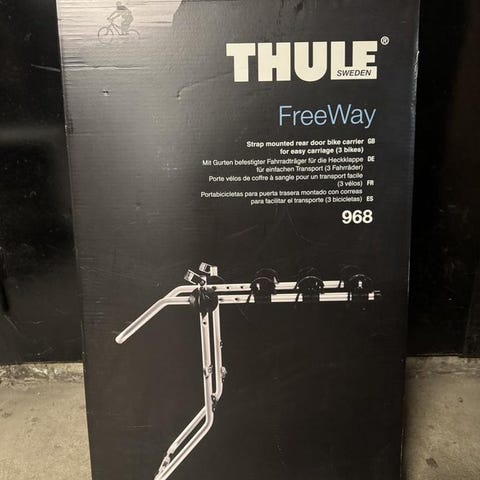 THULE®
SWEDEN
FreeWay
Strap mounted rear door bike carrier GB
for easy carriage (3 bikes)
Mit Gurten befestigter Fahrradträger für die Heckklappe DE
für einfachen Transport (3 Fahrräder)
Porte vélos de coffre à sangle pour un transport facile
(3 vélos) FR
Portabicicletas para puerta trasera montado con correas
para facilitar el transporte (3 bicicletas) ES
968